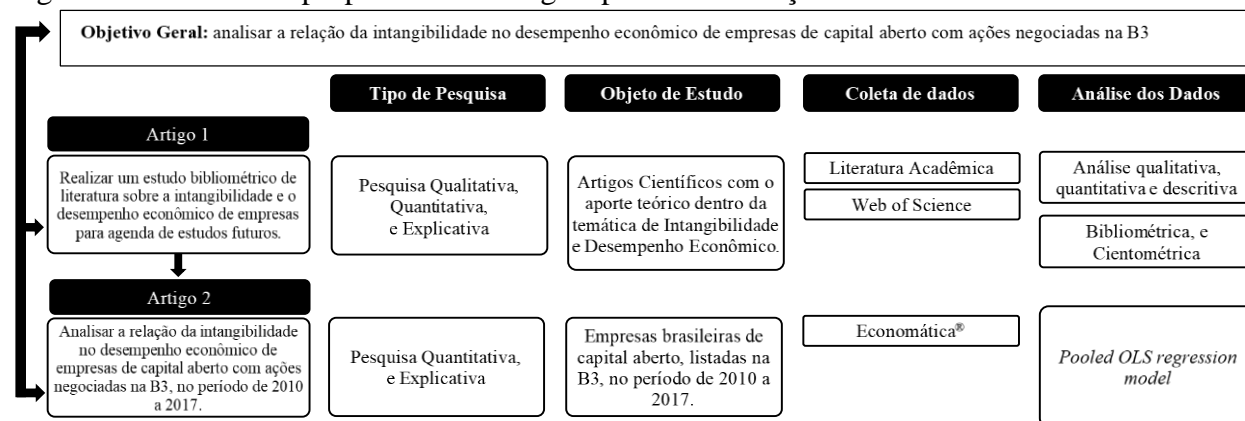 Objetivo Geral: analisar a relação da intangibilidade no desempenho econômico de empresas de capital aberto com ações negociadas na B3
Tipo de Pesquisa
Objeto de Estudo
Coleta de dados
Análise dos Dados
Artigo 1
Realizar um estudo bibliométrico de
literatura sobre a intangibilidade e o
desempenho econômico de empresas
para agenda de estudos futuros.
Pesquisa Qualitativa,
Quantitativa,
e Explicativa
Artigos Científicos com o
aporte teórico dentro da
temática de Intangibilidade
e Desempenho Econômico.
Literatura Acadêmica
Web of Science
Análise qualitativa,
quantitativa e descritiva
Bibliométrica, e
Cientométrica
Artigo 2
Analisar a relação da intangibilidade
no desempenho econômico de
empresas de capital aberto com ações
negociadas na B3, no período de 2010
a 2017.
Pesquisa Quantitativa,
e Explicativa
Empresas brasileiras de
capital aberto, listadas na
B3, no período de 2010 a
2017.
Economática®
Pooled OLS regression
model